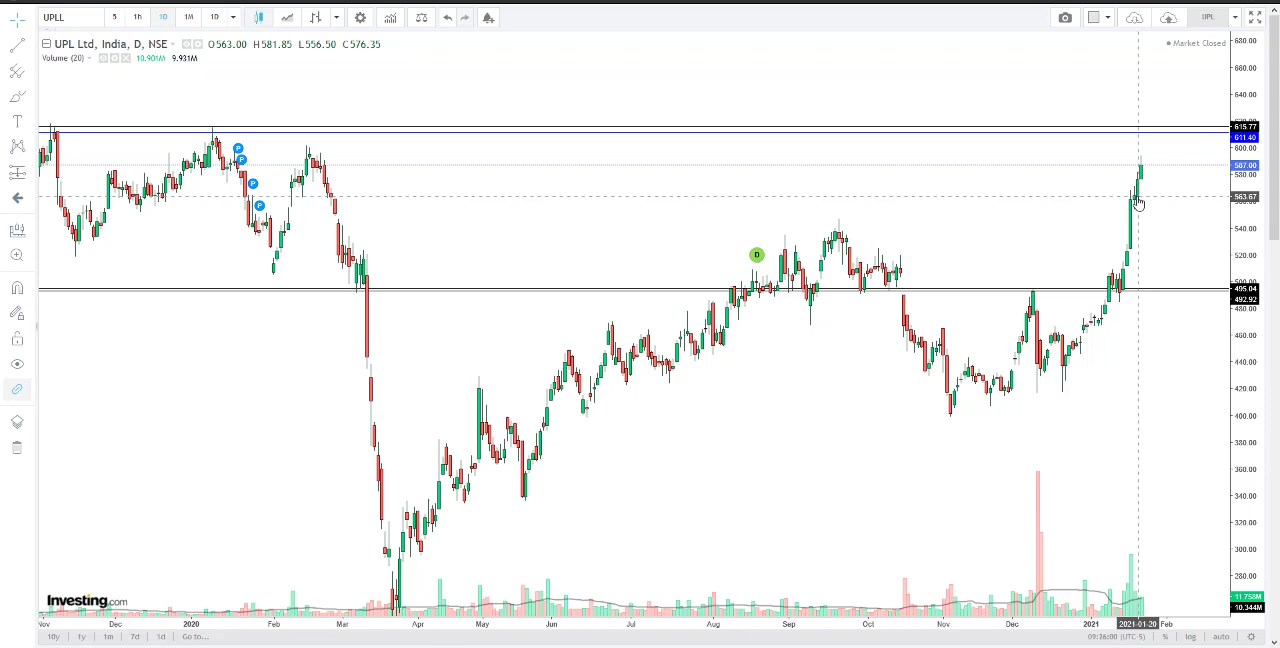 UPLL 5 1h 1D 1M 1D UPL
UPL Ltd, India, D, NSE O563.00 H581.85 L556.50 C576.35
Market Closed
Volume (20) 10.901M 9.931M
680.00
660.00
640.00
615.77
611.40
600.00
587.00
580.00
563.67
540.00
520.00
495.04
492.92
480.00
460.00
440.00
420.00
400.00
380.00
360.00
340.00
320.00
300.00
280.00
11.758M
10.344M
P
P
P
P
D
Investing.com
Nov Dec 2020 Feb Mar Apr May Jun Jul Aug Sep Oct Nov Dec 2021 2021-01-20 Feb
10y 1y 1m 7d 1d Go to... 09:26:00 (UTC-5) % log auto